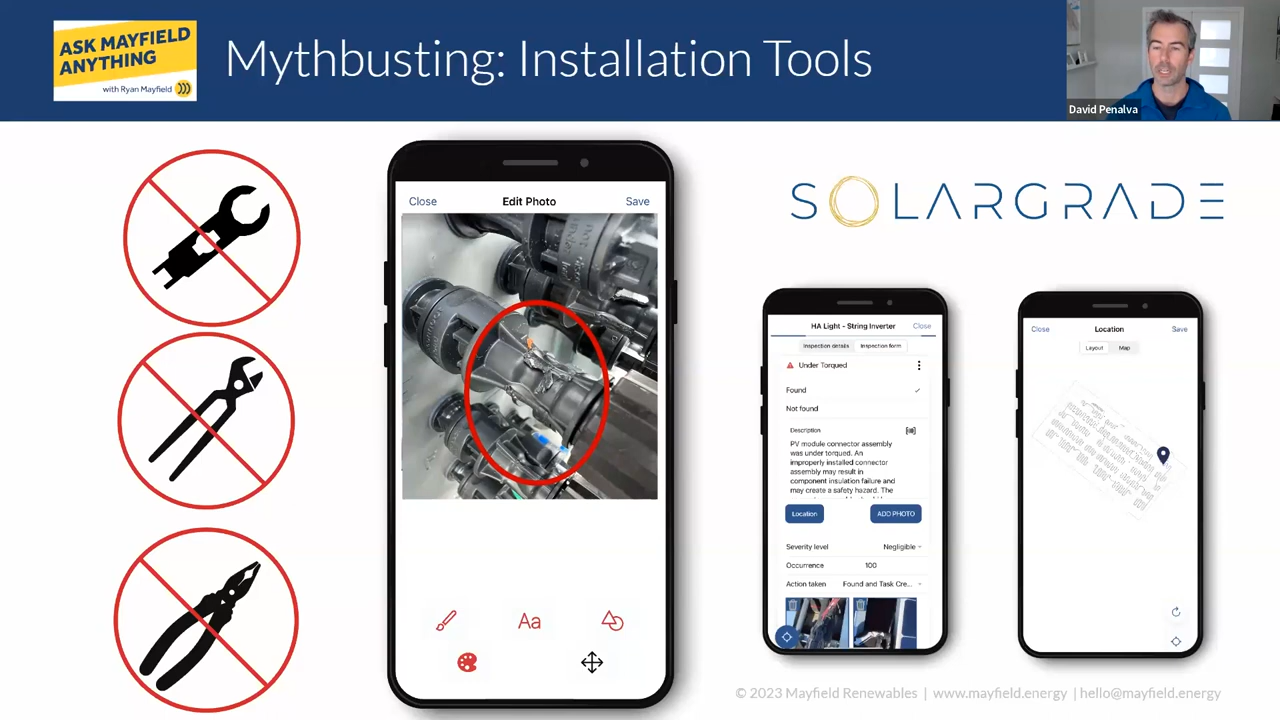 ASK MAYFIELD
ANYTHING
with Ryan Mayfield
Mythbusting: Installation Tools
David Penalva
Close Edit Photo Save
Aa
SOLARGRADE
HA Light - String Inverter Close
Inspection details Inspection form
Under Torqued
Found
Not found
Description
PV module connector assembly
was under torqued. An
improperly installed connector
assembly may result in
component insulation failure and
may create a safety hazard. The
Location ADD PHOTO
Severity level Negligible
Occurrence 100
Action taken Found and Task Cre...
Close Location Save
Layout Map
© 2023 Mayfield Renewables | www.mayfield.energy | hello@mayfield.energy